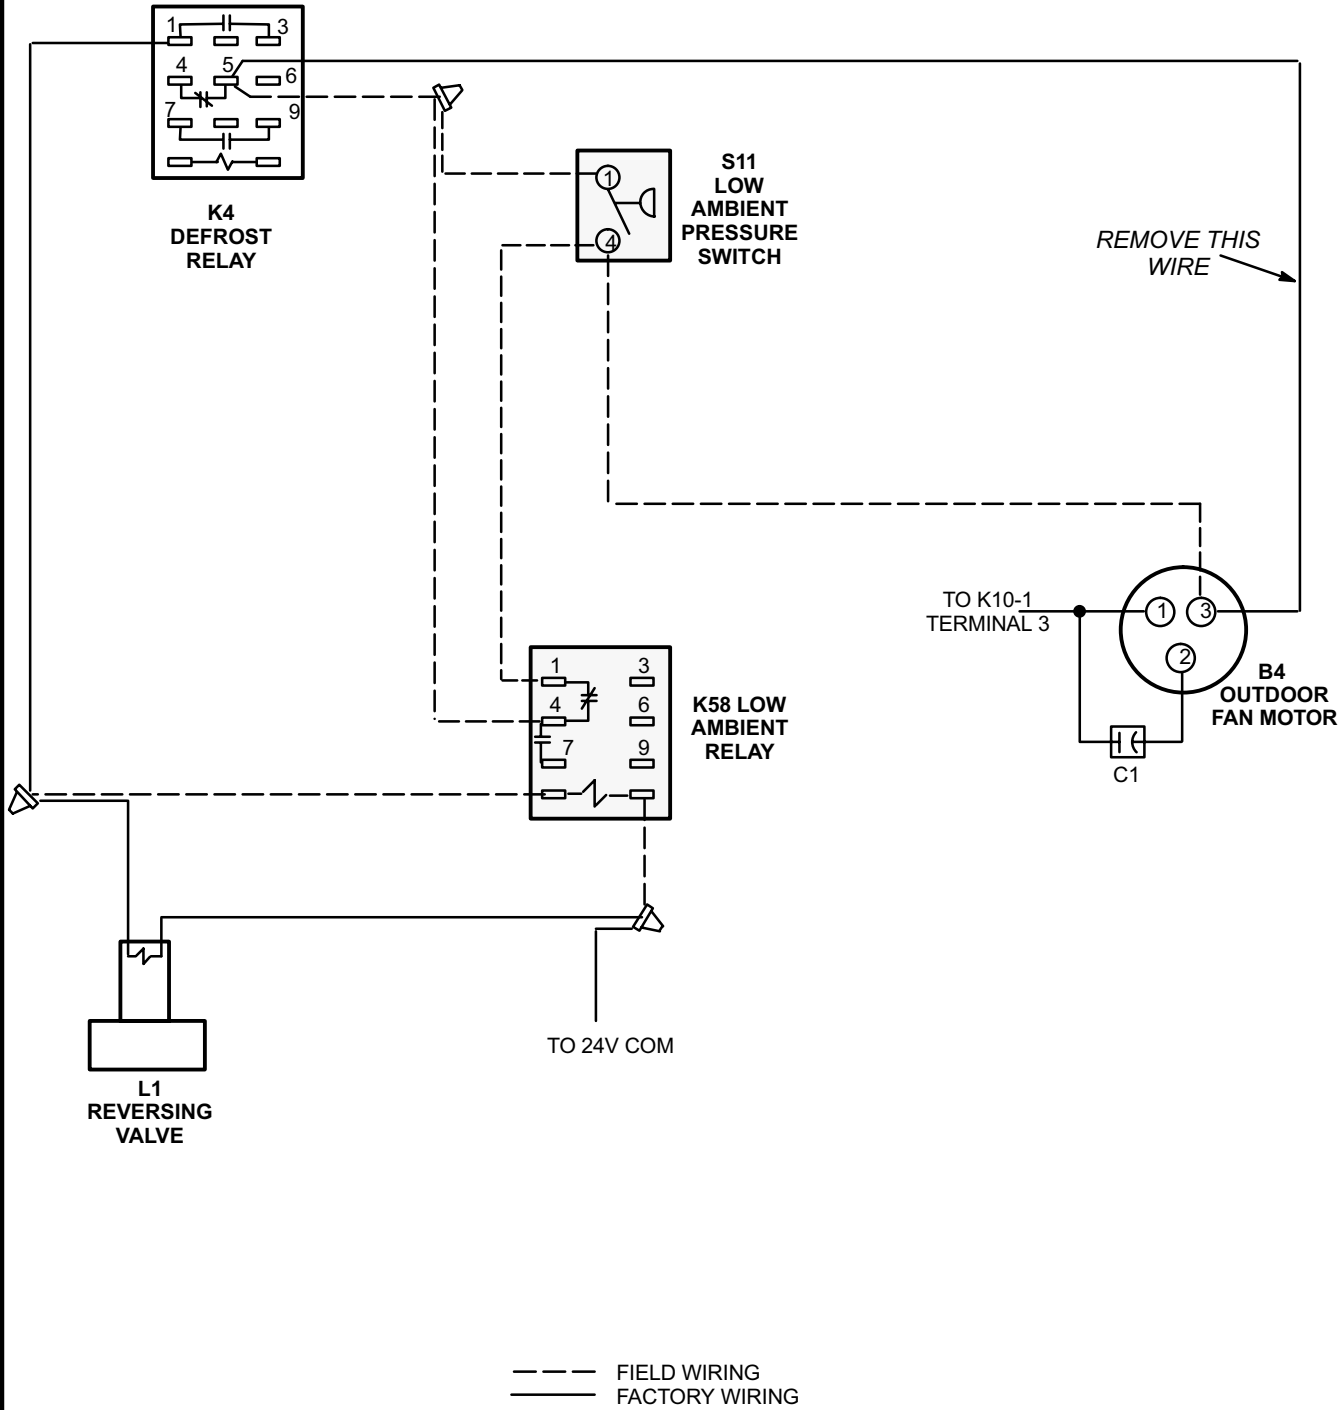 1 3
4 5 6
7 9
K4
DEFROST
RELAY
1
4
S11
LOW
AMBIENT
PRESSURE
SWITCH
REMOVE THIS
WIRE
TO K10-1
TERMINAL 3
1 3
2
B4
OUTDOOR
FAN MOTOR
C1
1 3
4 6
7 9
K58 LOW
AMBIENT
RELAY
TO 24V COM
L1
REVERSING
VALVE
FIELD WIRING
FACTORY WIRING